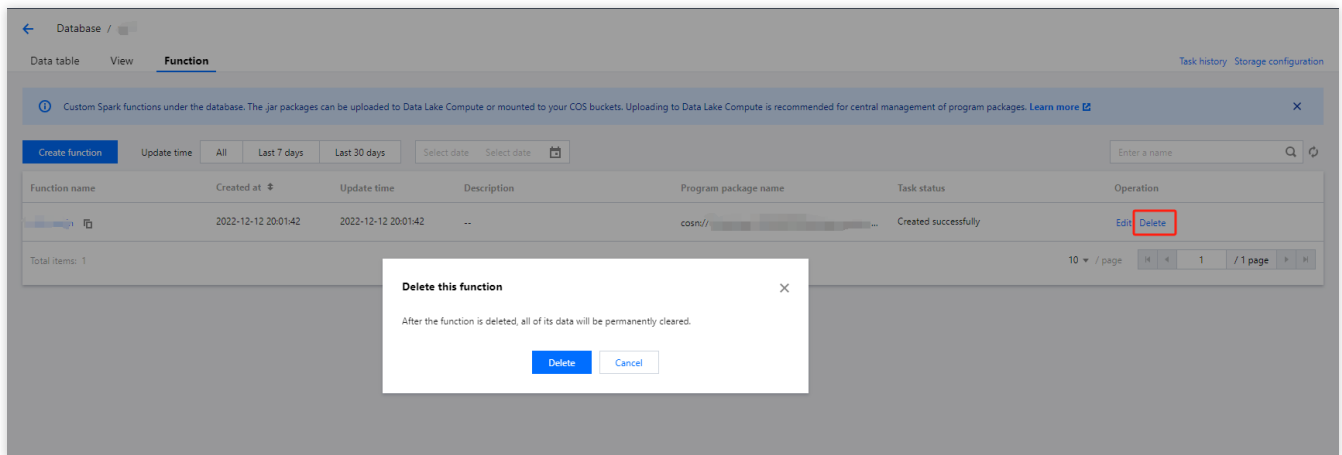 Database /
Data table View Function Task history Storage configuration
Custom Spark functions under the database. The .jar packages can be uploaded to Data Lake Compute or mounted to your COS buckets. Uploading to Data Lake Compute is recommended for central management of program packages. Learn more
Create function Update time All Last 7 days Last 30 days Select date Select date Enter a name
Function name Created at Update time Description Program package name Task status Operation
2022-12-12 20:01:42 2022-12-12 20:01:42 -- cosn:// ... Created successfully Edit Delete
Total items: 1 10 / page 1 / 1 page
Delete this function
After the function is deleted, all of its data will be permanently cleared.
Delete Cancel